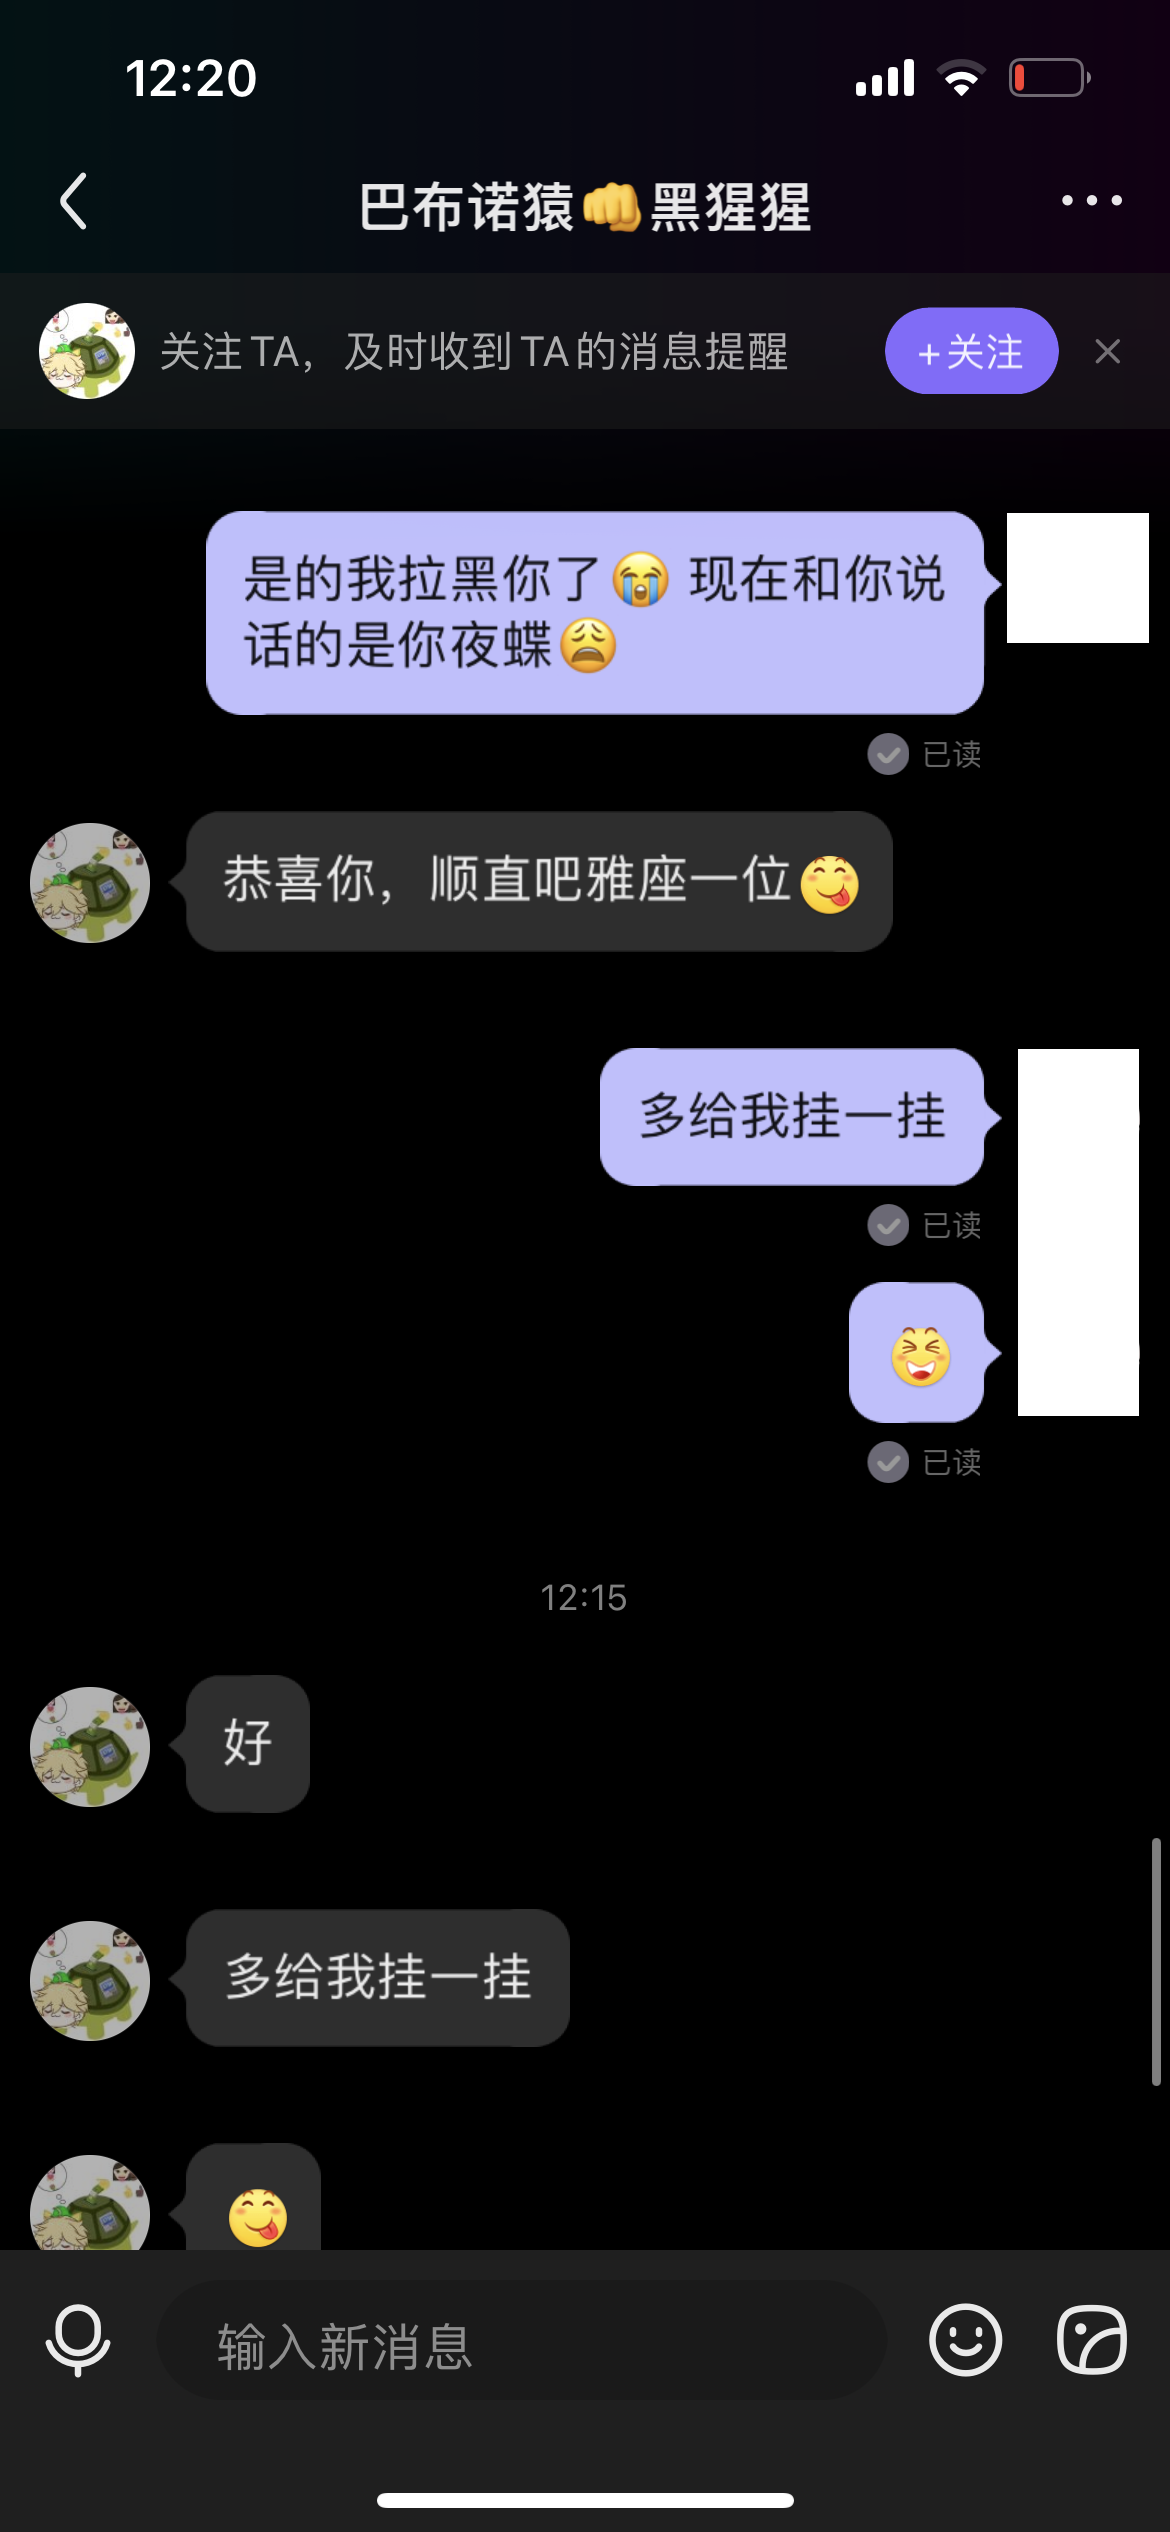 12:20
巴布诺猿👊黑猩猩
关注TA，及时收到TA的消息提醒
+关注
是的我拉黑你了😭 现在和你说
话的是你夜蝶😩
已读
恭喜你，顺直吧雅座一位😋
多给我挂一挂
已读
😆
已读
12:15
好
多给我挂一挂
😋
输入新消息